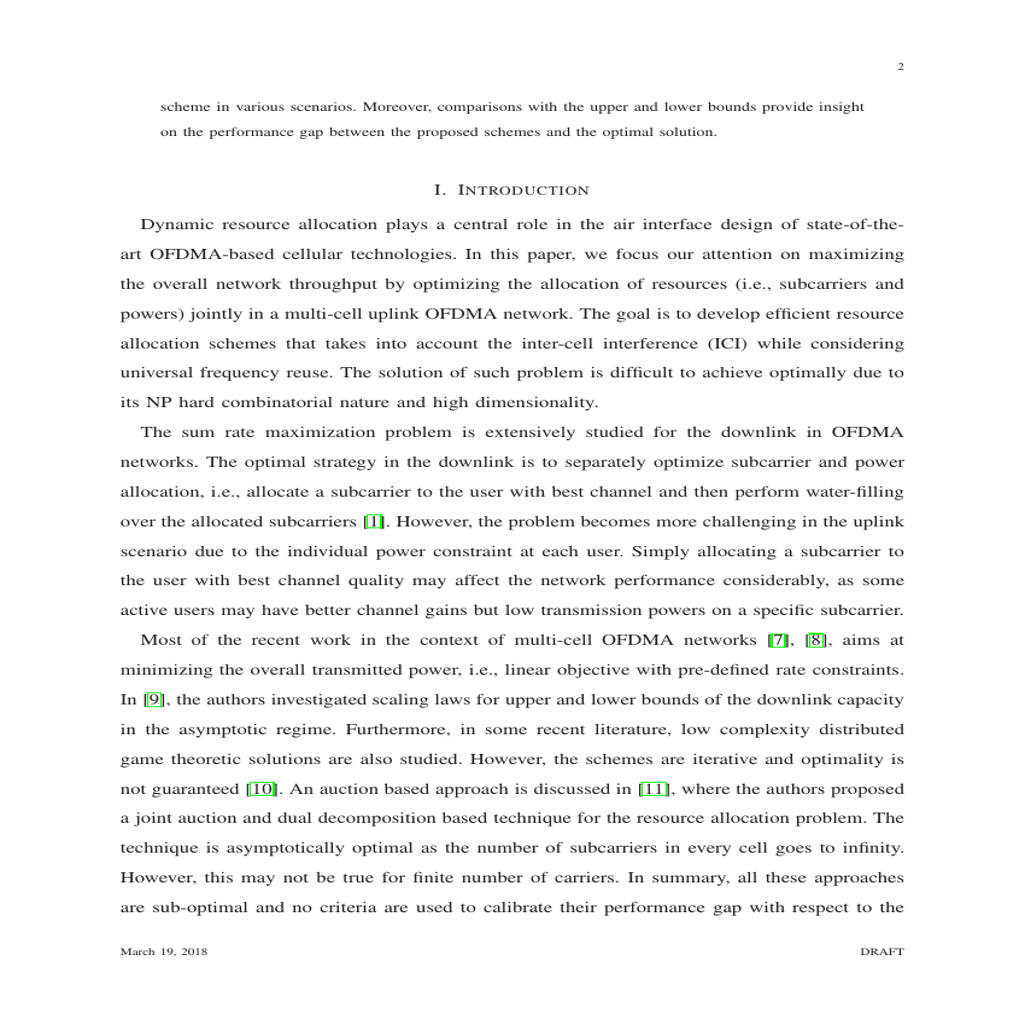 2
scheme in various scenarios. Moreover, comparisons with the upper and lower bounds provide insight
on the performance gap between the proposed schemes and the optimal solution.
I. INTRODUCTION
Dynamic resource allocation plays a central role in the air interface design of state-of-the-
art OFDMA-based cellular technologies. In this paper, we focus our attention on maximizing
the overall network throughput by optimizing the allocation of resources (i.e., subcarriers and
powers) jointly in a multi-cell uplink OFDMA network. The goal is to develop efficient resource
allocation schemes that takes into account the inter-cell interference (ICI) while considering
universal frequency reuse. The solution of such problem is difficult to achieve optimally due to
its NP hard combinatorial nature and high dimensionality.
The sum rate maximization problem is extensively studied for the downlink in OFDMA
networks. The optimal strategy in the downlink is to separately optimize subcarrier and power
allocation, i.e., allocate a subcarrier to the user with best channel and then perform water-filling
over the allocated subcarriers [1]. However, the problem becomes more challenging in the uplink
scenario due to the individual power constraint at each user. Simply allocating a subcarrier to
the user with best channel quality may affect the network performance considerably, as some
active users may have better channel gains but low transmission powers on a specific subcarrier.
Most of the recent work in the context of multi-cell OFDMA networks [7], [8], aims at
minimizing the overall transmitted power, i.e., linear objective with pre-defined rate constraints.
In [9], the authors investigated scaling laws for upper and lower bounds of the downlink capacity
in the asymptotic regime. Furthermore, in some recent literature, low complexity distributed
game theoretic solutions are also studied. However, the schemes are iterative and optimality is
not guaranteed [10]. An auction based approach is discussed in [11], where the authors proposed
a joint auction and dual decomposition based technique for the resource allocation problem. The
technique is asymptotically optimal as the number of subcarriers in every cell goes to infinity.
However, this may not be true for finite number of carriers. In summary, all these approaches
are sub-optimal and no criteria are used to calibrate their performance gap with respect to the
March 19, 2018 DRAFT